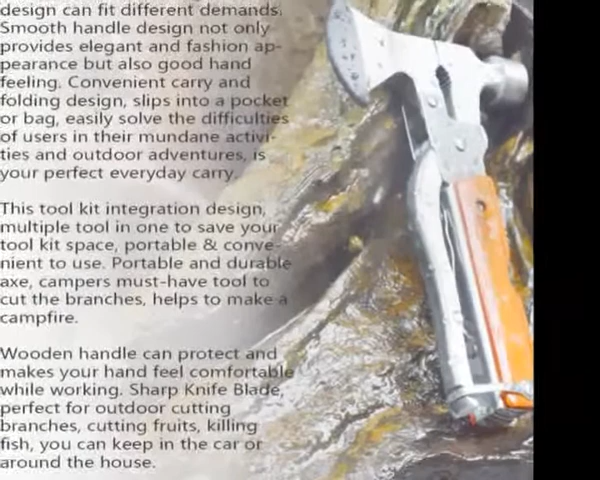 design can fit different demands.
Smooth handle design not only
provides elegant and fashion ap-
pearance but also good hand
feeling. Convenient carry and
folding design, slips into a pocket
or bag, easily solve the difficulties
of users in their mundane activi-
ties and outdoor adventures, is
your perfect everyday carry.
This tool kit integration design,
multiple tool in one to save your
tool kit space, portable & conve-
nient to use. Portable and durable
axe, campers must-have tool to
cut the branches, helps to make a
campfire.
Wooden handle can protect and
makes your hand feel comfortable
while working. Sharp Knife Blade,
perfect for outdoor cutting
branches, cutting fruits, killing
fish, you can keep in the car or
around the house.